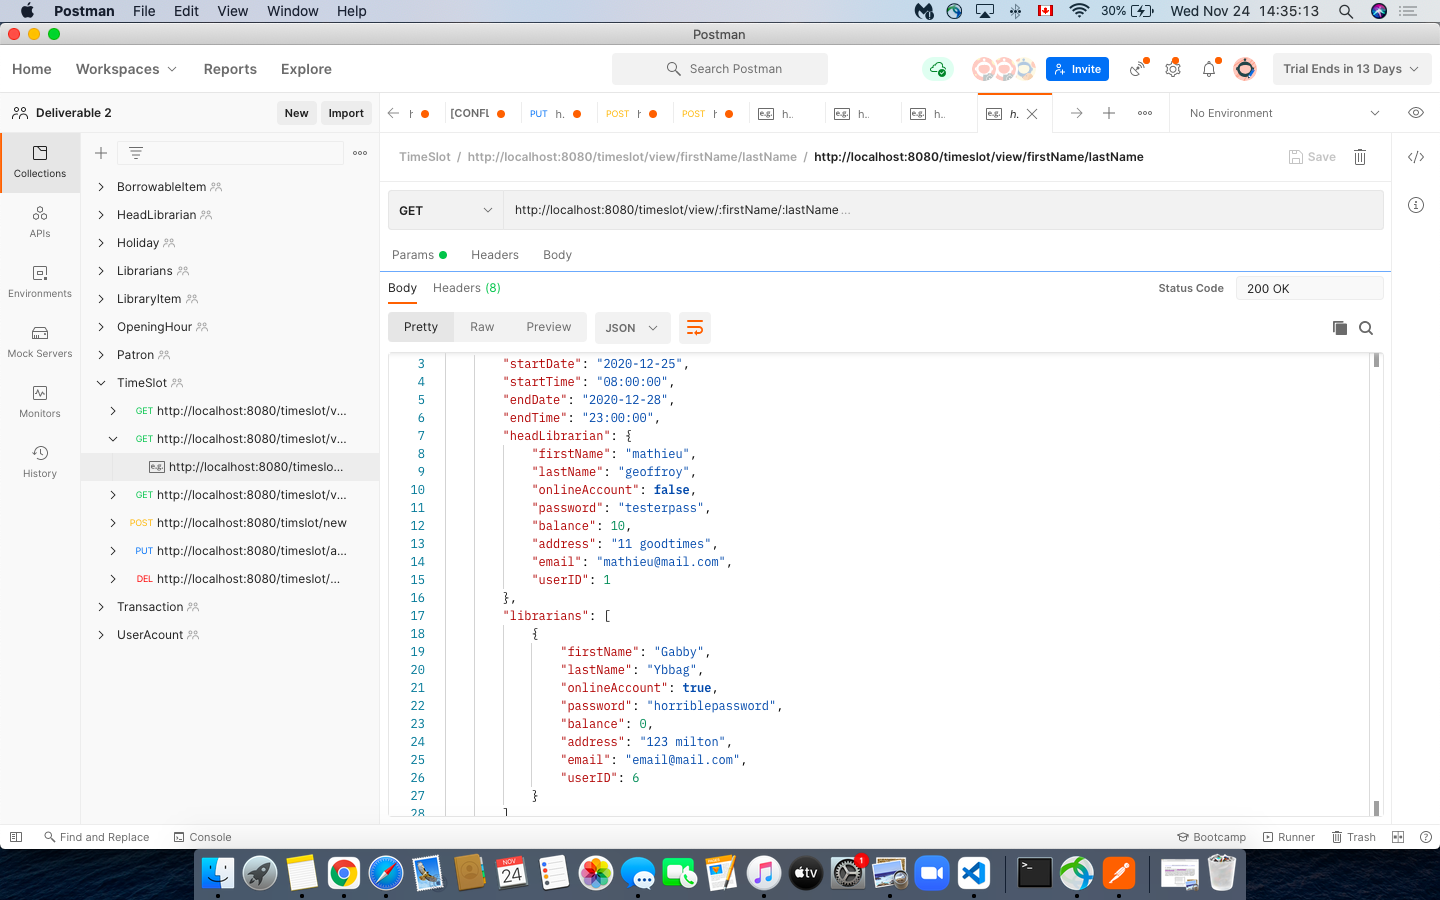 Postman File Edit View Window Help 30% Wed Nov 24 14:35:13
Postman
Home Workspaces Reports Explore Search Postman Invite Trial Ends in 13 Days
Deliverable 2 New Import [CONFL PUT h. POST h POST h e.g. h.. e.g. h.. e.g. h.. e.g. h. No Environment
Collections
APIs
Environments
Mock Servers
Monitors
History
BorrowableItem
HeadLibrarian
Holiday
Librarians
LibraryItem
OpeningHour
Patron
TimeSlot
GET http://localhost:8080/timeslot/v...
GET http://localhost:8080/timeslot/v...
e.g. http://localhost:8080/timeslo...
GET http://localhost:8080/timeslot/v...
POST http://localhost:8080/timslot/new
PUT http://localhost:8080/timeslot/a...
DEL http://localhost:8080/timeslot/...
Transaction
UserAcount
TimeSlot / http://localhost:8080/timeslot/view/firstName/lastName / http://localhost:8080/timeslot/view/firstName/lastName Save
GET http://localhost:8080/timeslot/view/:firstName/:lastName ...
Params Headers Body
Body Headers (8) Status Code 200 OK
Pretty Raw Preview JSON
3 "startDate": "2020-12-25",
4 "startTime": "08:00:00",
5 "endDate": "2020-12-28",
6 "endTime": "23:00:00",
7 "headLibrarian": {
8 "firstName": "mathieu",
9 "lastName": "geoffroy",
10 "onlineAccount": false,
11 "password": "testerpass",
12 "balance": 10,
13 "address": "11 goodtimes",
14 "email": "mathieu@mail.com",
15 "userID": 1
16 },
17 "librarians": [
18 {
19 "firstName": "Gabby",
20 "lastName": "Ybbag",
21 "onlineAccount": true,
22 "password": "horriblepassword",
23 "balance": 0,
24 "address": "123 milton",
25 "email": "email@mail.com",
26 "userID": 6
27 }
28 ]
Find and Replace Console Bootcamp Runner Trash
NOV
24
tv
1